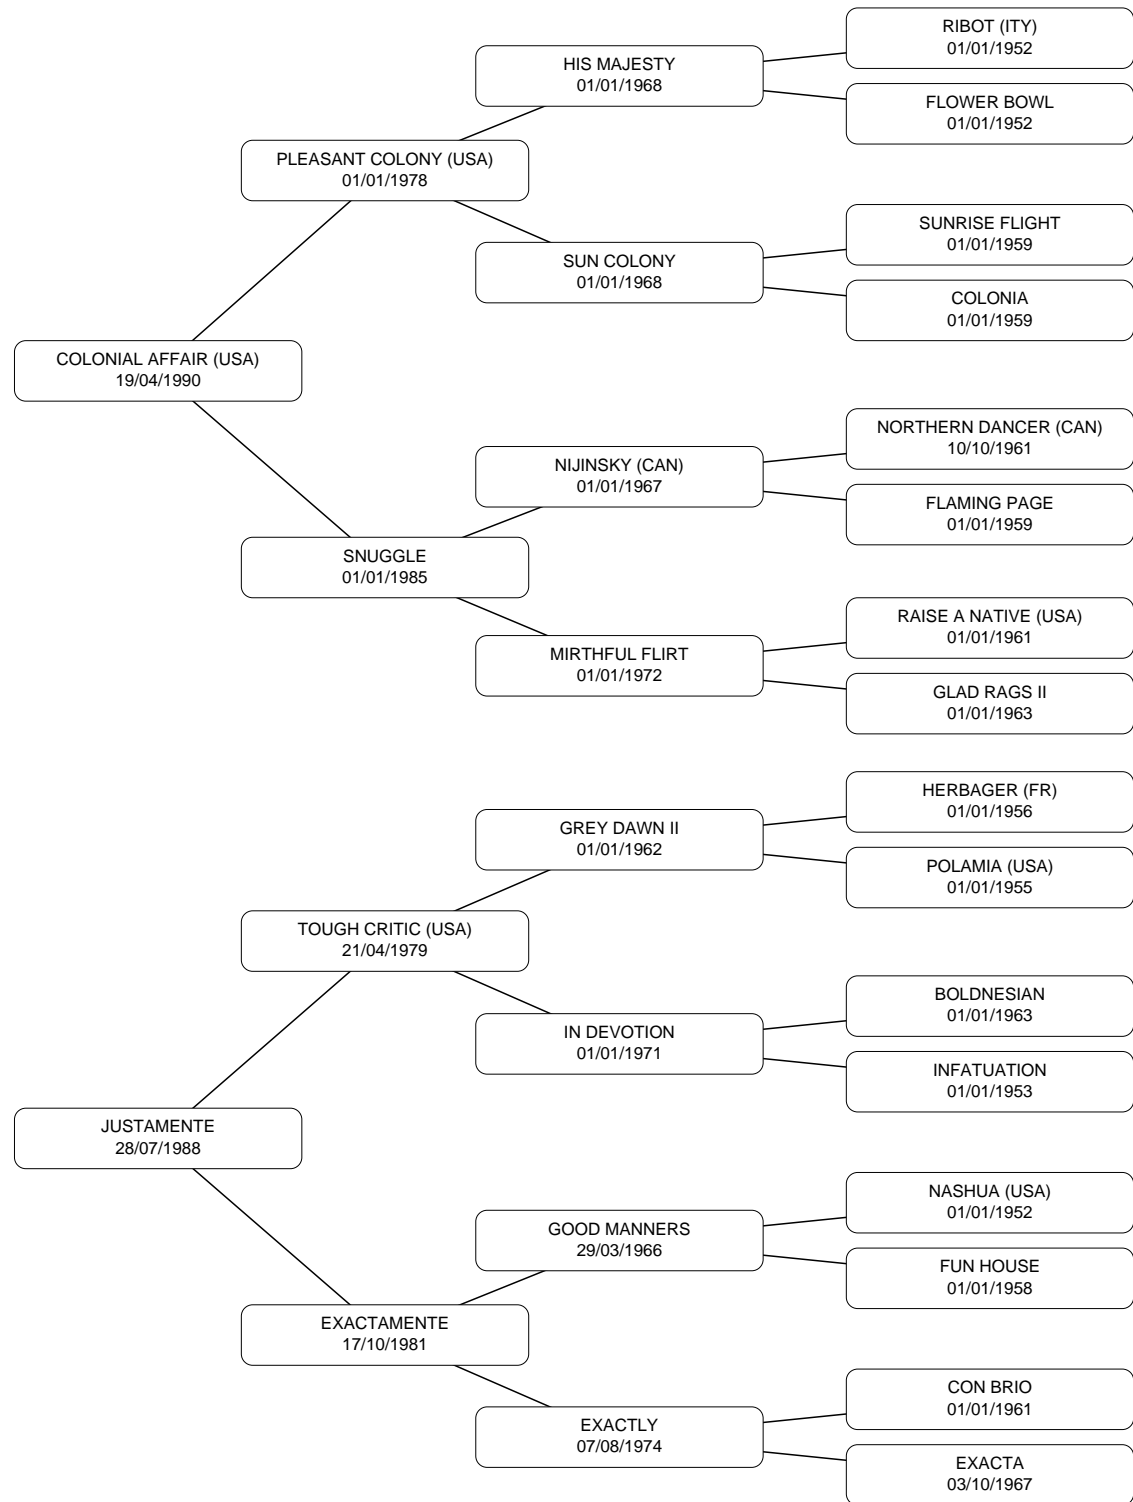 RIBOT (ITY)
01/01/1952
HIS MAJESTY
01/01/1968
FLOWER BOWL
01/01/1952
PLEASANT COLONY (USA)
01/01/1978
SUNRISE FLIGHT
01/01/1959
SUN COLONY
01/01/1968
COLONIA
01/01/1959
COLONIAL AFFAIR (USA)
19/04/1990
NORTHERN DANCER (CAN)
10/10/1961
NIJINSKY (CAN)
01/01/1967
FLAMING PAGE
01/01/1959
SNUGGLE
01/01/1985
RAISE A NATIVE (USA)
01/01/1961
MIRTHFUL FLIRT
01/01/1972
GLAD RAGS II
01/01/1963
HERBAGER (FR)
01/01/1956
GREY DAWN II
01/01/1962
POLAMIA (USA)
01/01/1955
TOUGH CRITIC (USA)
21/04/1979
BOLDNESIAN
01/01/1963
IN DEVOTION
01/01/1971
INFATUATION
01/01/1953
JUSTAMENTE
28/07/1988
NASHUA (USA)
01/01/1952
GOOD MANNERS
29/03/1966
FUN HOUSE
01/01/1958
EXACTAMENTE
17/10/1981
CON BRIO
01/01/1961
EXACTLY
07/08/1974
EXACTA
03/10/1967